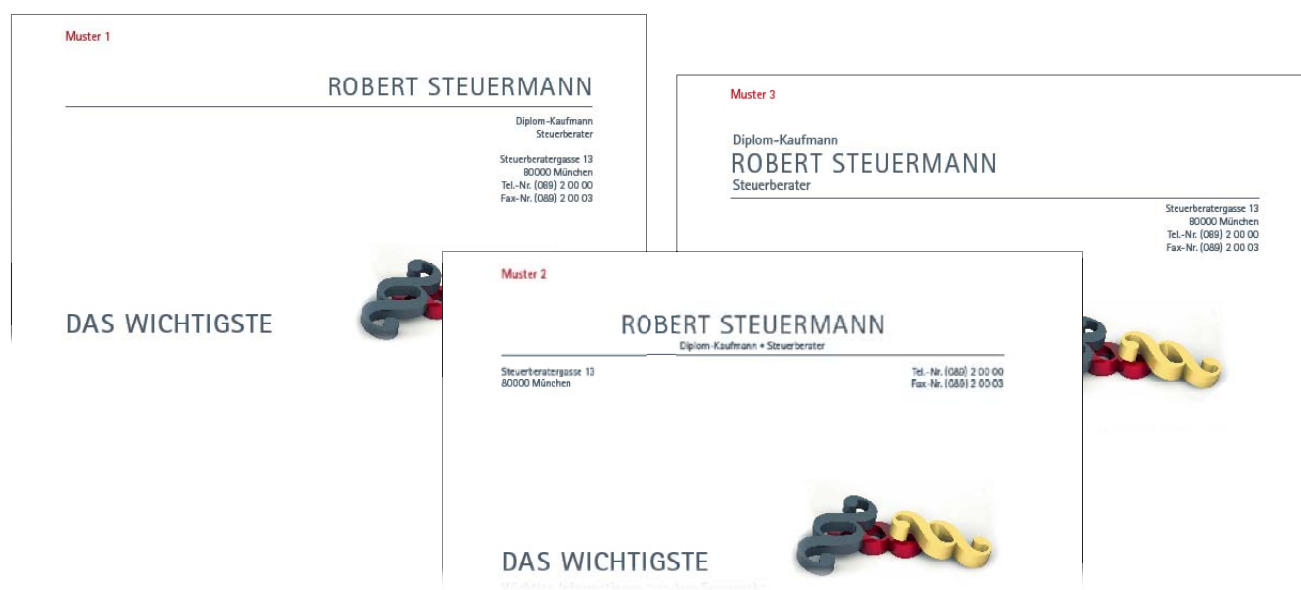 Muster 1
ROBERT STEUERMANN
Diplom-Kaufmann
Steuerberater
Steuerberatergasse 13
80000 München
Tel.-Nr. (089) 2 00 00
Fax-Nr. (089) 2 00 03
DAS WICHTIGSTE
Muster 3
Diplom-Kaufmann
ROBERT STEUERMANN
Steuerberater
Steuerberatergasse 13
80000 München
Tel.-Nr. (089) 2 00 00
Fax-Nr. (089) 2 00 03
Muster 2
ROBERT STEUERMANN
Diplom-Kaufmann • Steuerberater
Steuerberatergasse 13
80000 München
Tel.-Nr. (089) 2 00 00
Fax-Nr. (089) 2 00 03
DAS WICHTIGSTE